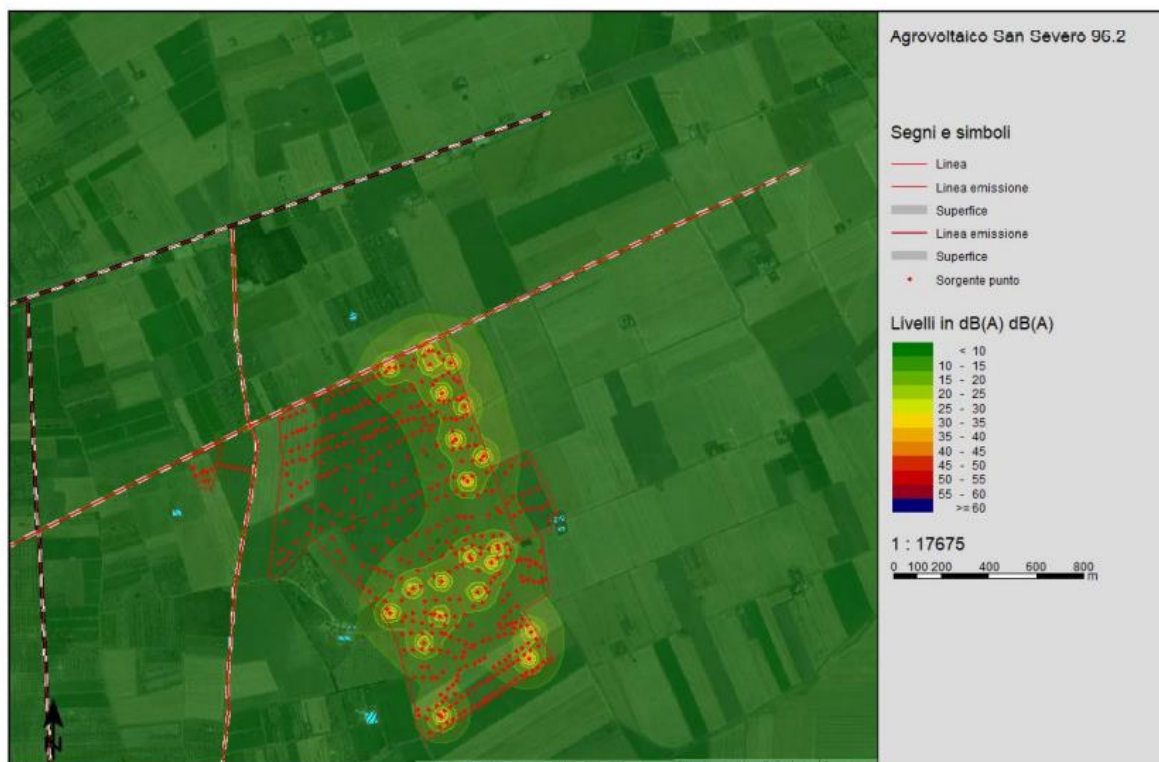 Agrovoltaico San Severo 96.2
Segni e simboli
Linea
Linea emissione
Superfice
Linea emissione
Superfice
Sorgente punto
Livelli in dB(A) dB(A)
< 10
10 - 15
15 - 20
20 - 25
25 - 30
30 - 35
35 - 40
40 - 45
45 - 50
50 - 55
55 - 60
>= 60
1 : 17675
0 100 200 400 600 800
m